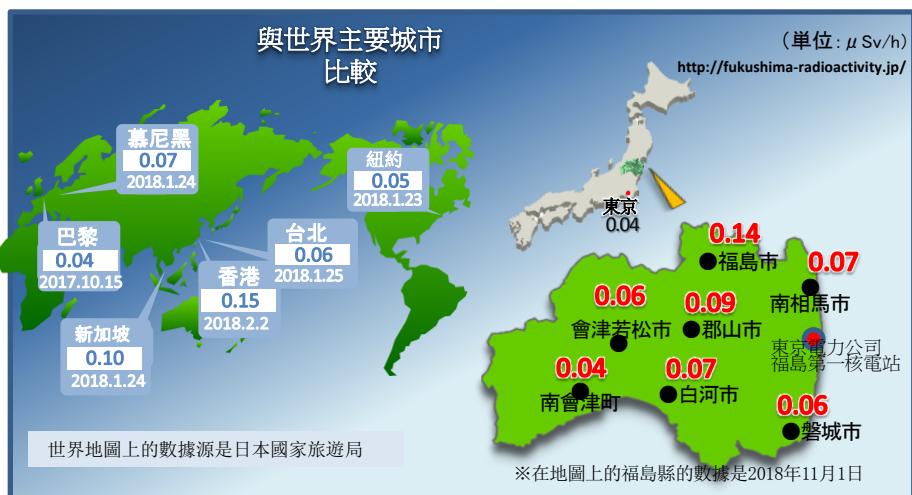 與世界主要城市
比較
（単位：μSv/h）
http://fukushima-radioactivity.jp/
慕尼黑
0.07
2018.1.24
紐約
0.05
2018.1.23
巴黎
0.04
2017.10.15
台北
0.06
2018.1.25
香港
0.15
2018.2.2
新加坡
0.10
2018.1.24
東京
0.04
0.14
福島市
0.07
南相馬市
0.06
會津若松市
0.09
郡山市
東京電力公司
福島第一核電站
0.04
南會津町
0.07
白河市
0.06
磐城市
世界地圖上的數據源是日本國家旅遊局
※在地圖上的福島縣的數據是2018年11月1日